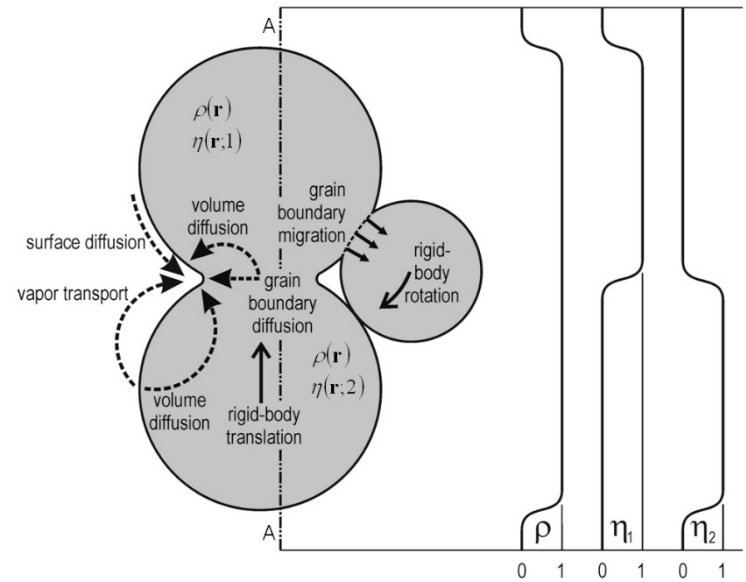 A
ρ(r)
η(r;1)
volume
diffusion
grain
boundary
migration
surface diffusion
rigid-
body
rotation
vapor transport
grain
boundary
diffusion
ρ(r)
η(r;2)
volume
diffusion
rigid-body
translation
A
ρ η₁ η₂
0 1 0 1 0 1